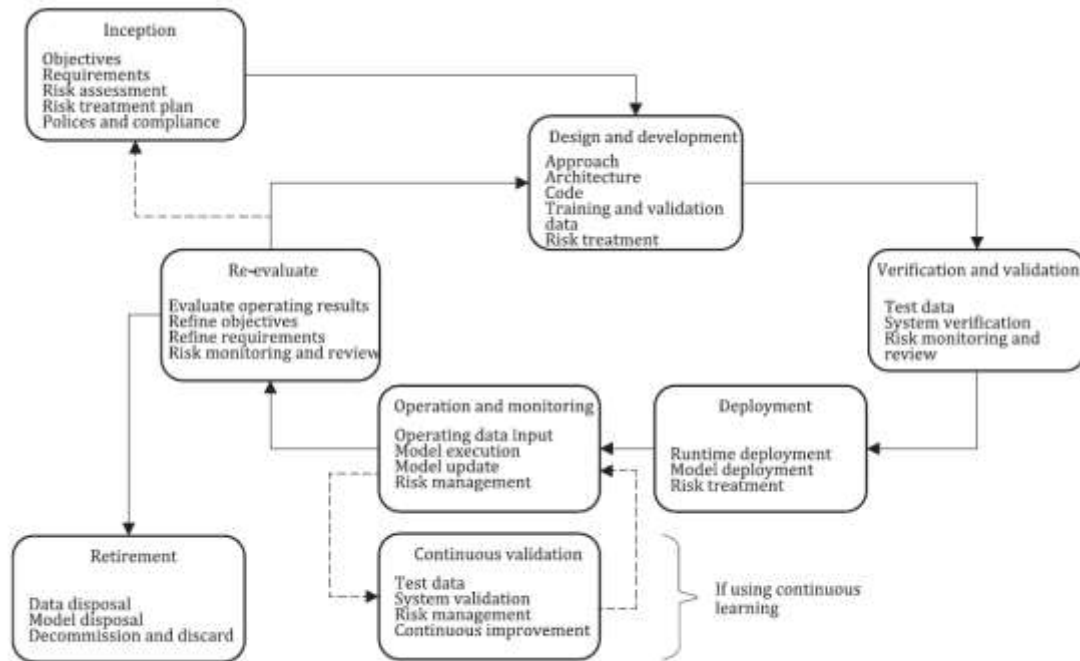 Inception
Objectives
Requirements
Risk assessment
Risk treatment plan
Polices and compliance
Design and development
Approach
Architecture
Code
Training and validation
data
Risk treatment
Re-evaluate
Evaluate operating results
Refine objectives
Refine requirements
Risk monitoring and review
Verification and validation
Test data
System verification
Risk monitoring and
review
Operation and monitoring
Operating data input
Model execution
Model update
Risk management
Deployment
Runtime deployment
Model deployment
Risk treatment
Retirement
Data disposal
Model disposal
Decommission and discard
Continuous validation
Test data
System validation
Risk management
Continuous improvement
If using continuous
learning